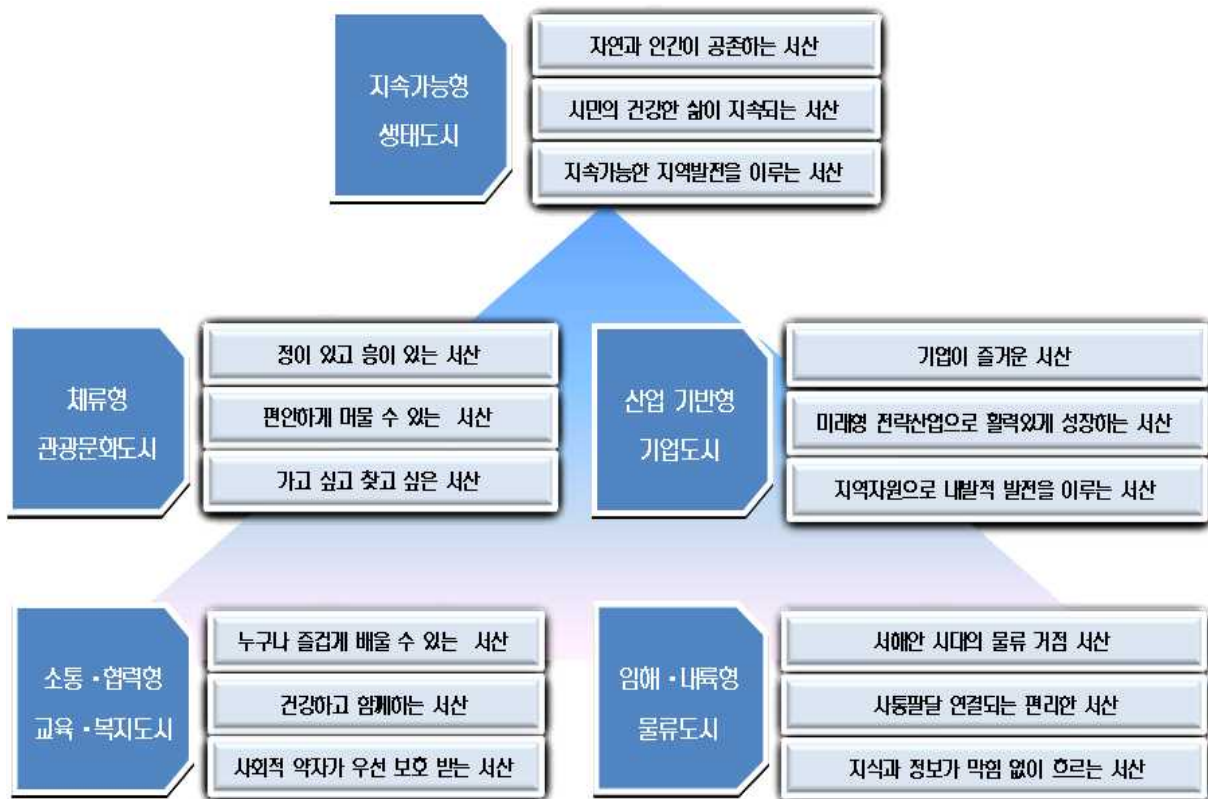 지속가능형
생태도시
자연과 인간이 공존하는 서산
시민의 건강한 삶이 지속되는 서산
지속가능한 지역발전을 이루는 서산
체류형
관광문화도시
정이 있고 흥이 있는 서산
편안하게 머물 수 있는 서산
가고 싶고 찾고 싶은 서산
산업 기반형
기업도시
기업이 즐거운 서산
미래형 전략산업으로 활력있게 성장하는 서산
지역자원으로 내발적 발전을 이루는 서산
소통·협력형
교육·복지도시
누구나 즐겁게 배울 수 있는 서산
건강하고 함께하는 서산
사회적 약자가 우선 보호 받는 서산
임해·내륙형
물류도시
서해안 시대의 물류 거점 서산
사통팔달 연결되는 편리한 서산
지식과 정보가 막힘 없이 흐르는 서산